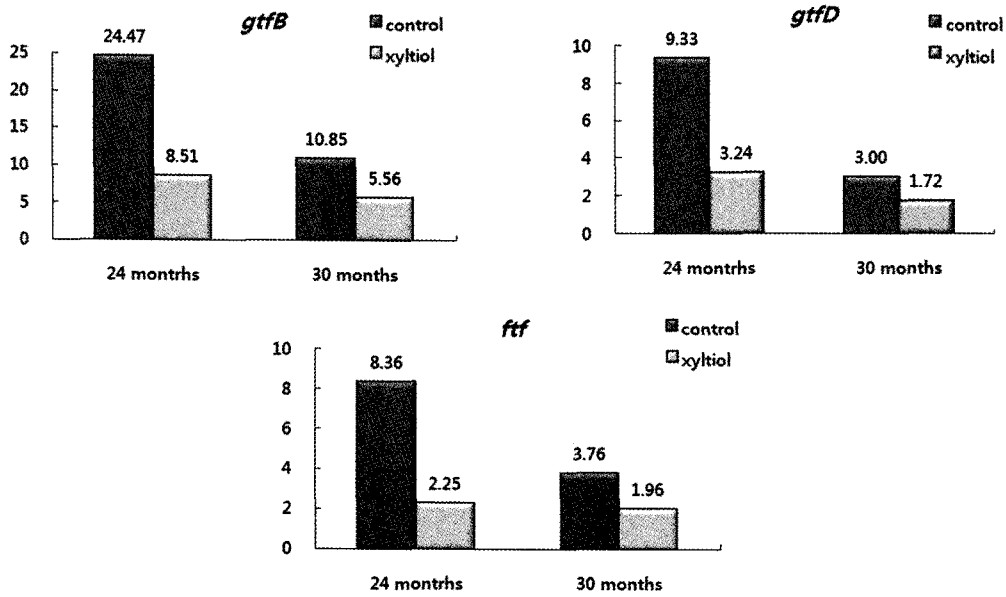 gtfB
control
xyltiol
25
20
15
10
5
0
24.47
8.51
10.85
5.56
24 montrhs
30 months
gtfD
control
xyltiol
10
8
6
4
2
0
9.33
3.24
3.00
1.72
24 montrhs
30 months
ftf
control
xyltiol
10
8
6
4
2
0
8.36
2.25
3.76
1.96
24 montrhs
30 months